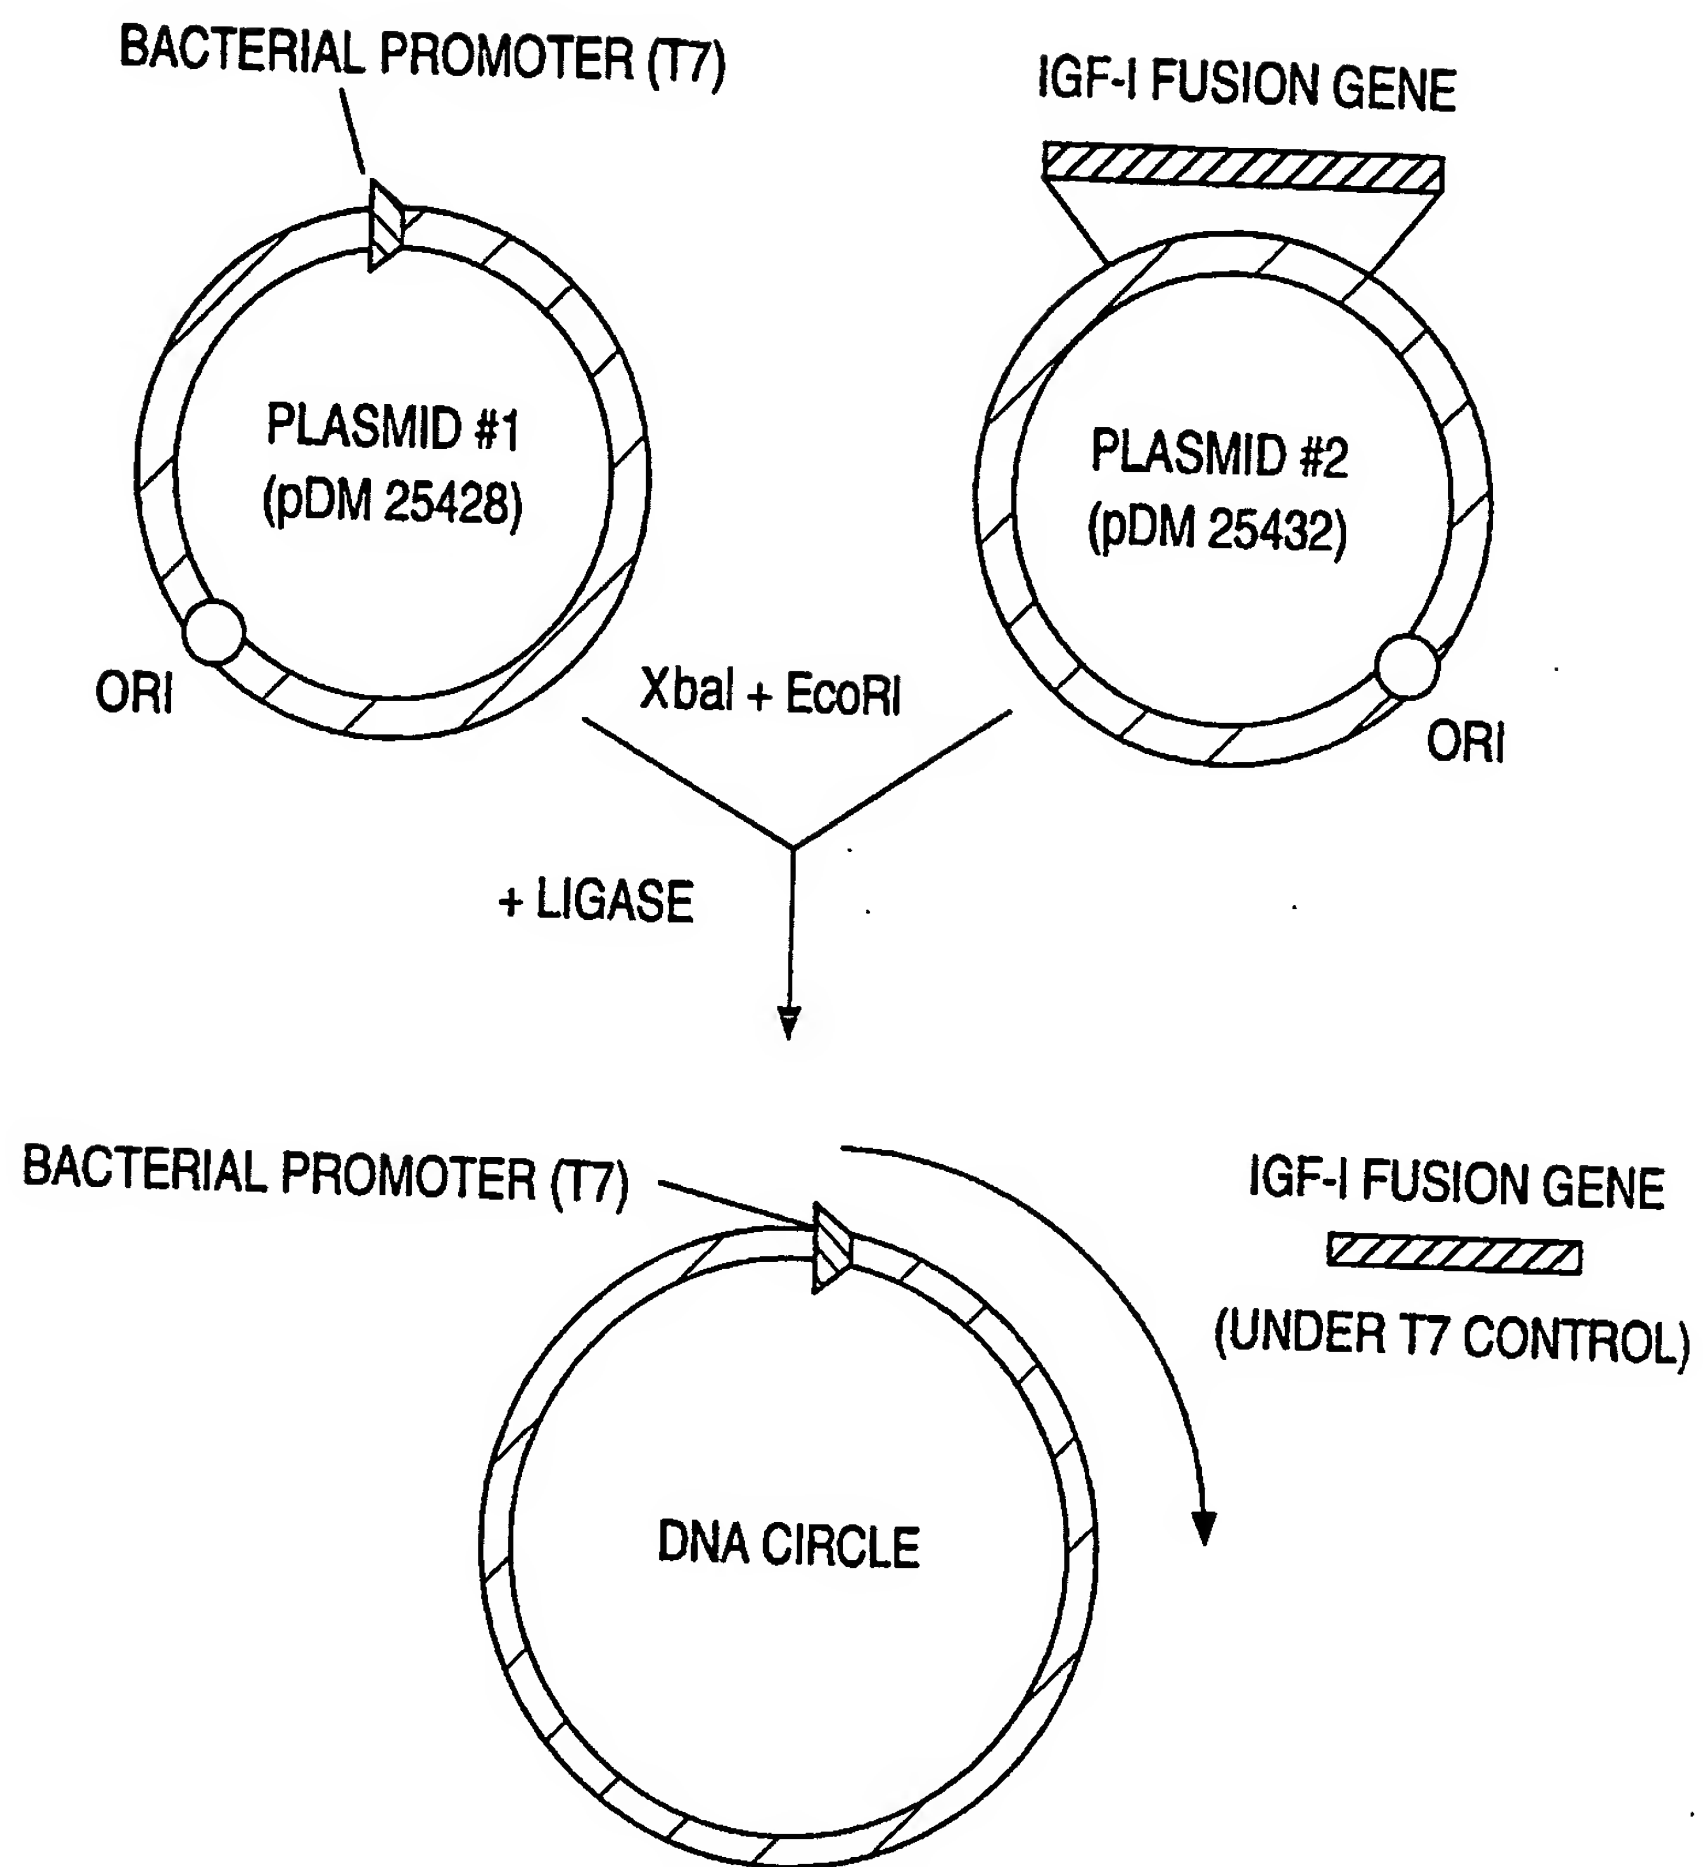 BACTERIAL PROMOTER (T7)
IGF-I FUSION GENE
PLASMID #1
(pDM 25428)
PLASMID #2
(pDM 25432)
ORI
XbaI + EcoRI
ORI
+ LIGASE
BACTERIAL PROMOTER (T7)
IGF-I FUSION GENE
(UNDER T7 CONTROL)
DNA CIRCLE